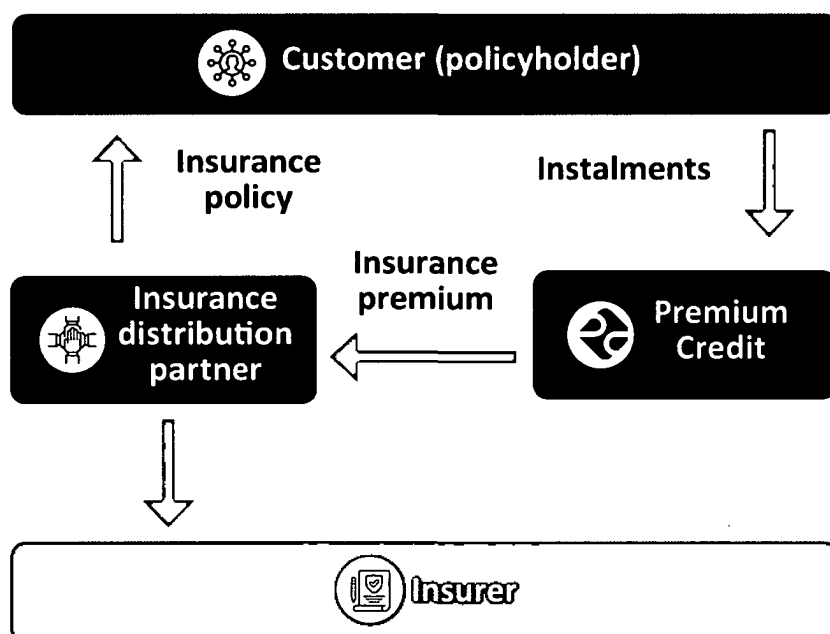 Customer (policyholder)
Insurance
policy
Instalments
Insurance
premium
Insurance
distribution
partner
Premium
Credit
Insurer